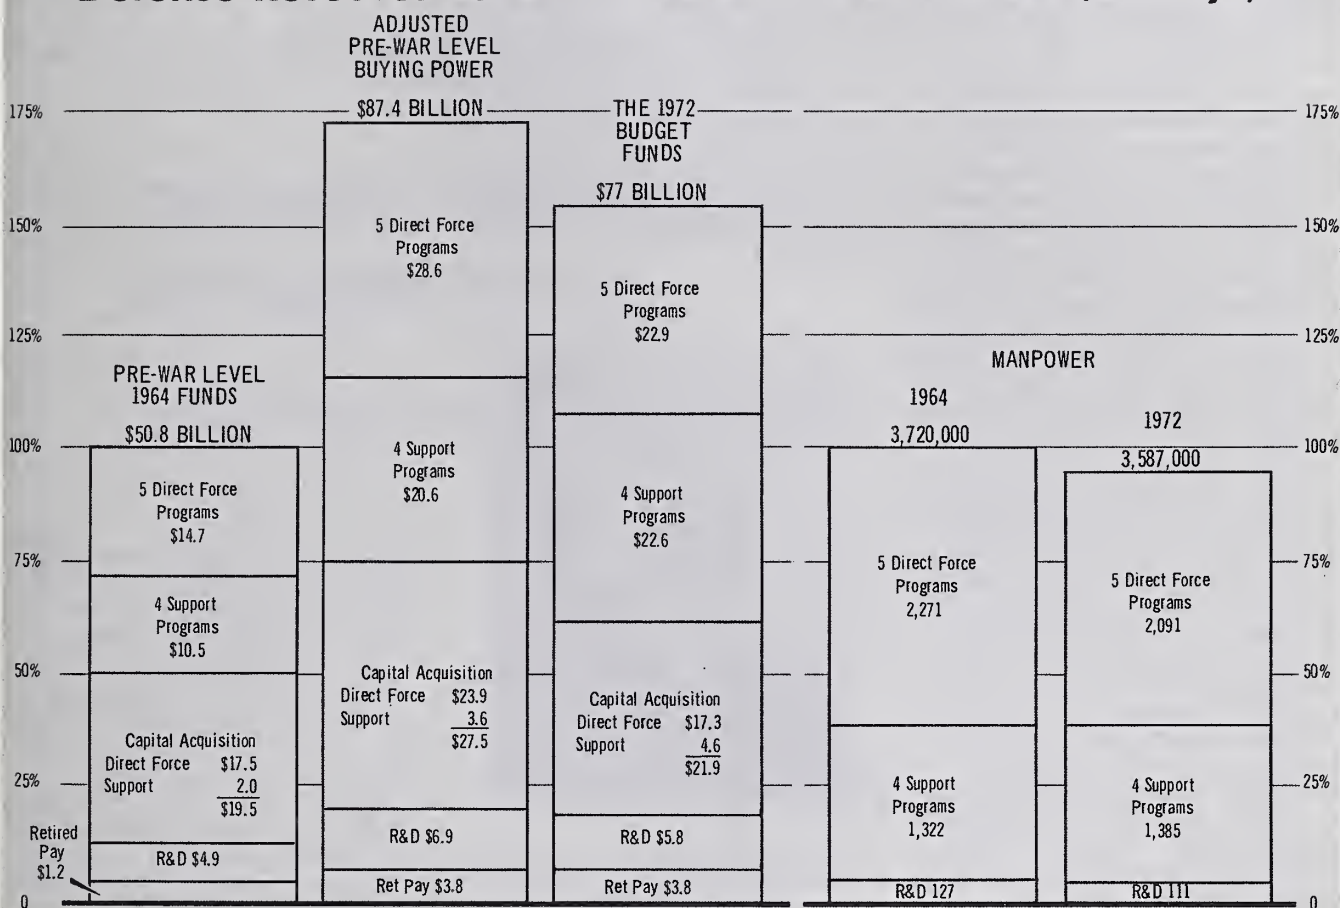 ADJUSTED
PRE-WAR LEVEL
BUYING POWER
$87.4 BILLION
THE 1972
BUDGET
FUNDS
$77 BILLION
PRE-WAR LEVEL
1964 FUNDS
$50.8 BILLION
MANPOWER
1964
3,720,000
1972
3,587,000
175%
150%
125%
100%
75%
50%
25%
0
5 Direct Force
Programs
$14.7
4 Support
Programs
$10.5
Capital Acquisition
Direct Force $17.5
Support 2.0
$19.5
R&D $4.9
Retired
Pay
$1.2
5 Direct Force
Programs
$28.6
4 Support
Programs
$20.6
Capital Acquisition
Direct Force $23.9
Support 3.6
$27.5
R&D $6.9
Ret Pay $3.8
5 Direct Force
Programs
$22.9
4 Support
Programs
$22.6
Capital Acquisition
Direct Force $17.3
Support 4.6
$21.9
R&D $5.8
Ret Pay $3.8
5 Direct Force
Programs
2,271
4 Support
Programs
1,322
R&D 127
5 Direct Force
Programs
2,091
4 Support
Programs
1,385
R&D 111
175%
150%
125%
100%
75%
50%
25%
0